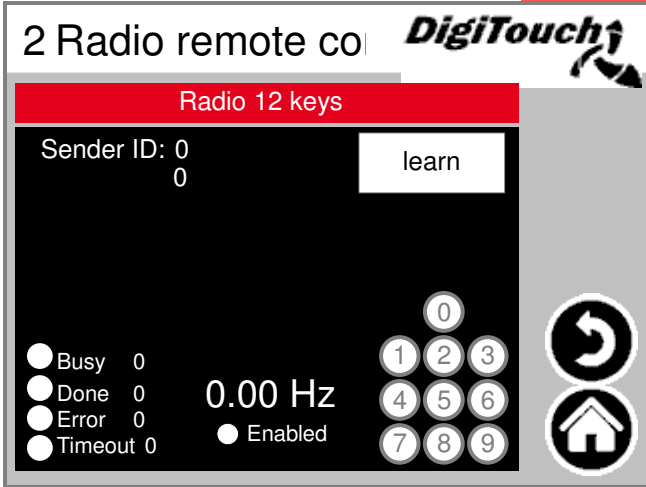 2 Radio remote co
DigiTouch
Radio 12 keys
Sender ID: 0
0
learn
0
Busy 0
1 2 3
Done 0
0.00 Hz
4 5 6
Error 0
Enabled
Timeout 0
7 8 9